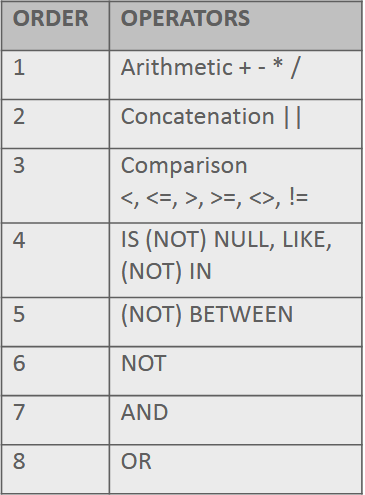 ORDER OPERATORS
1 Arithmetic + - * /
2 Concatenation ||
3 Comparison
<, <=, >, >=, <>, !=
4 IS (NOT) NULL, LIKE,
(NOT) IN
5 (NOT) BETWEEN
6 NOT
7 AND
8 OR